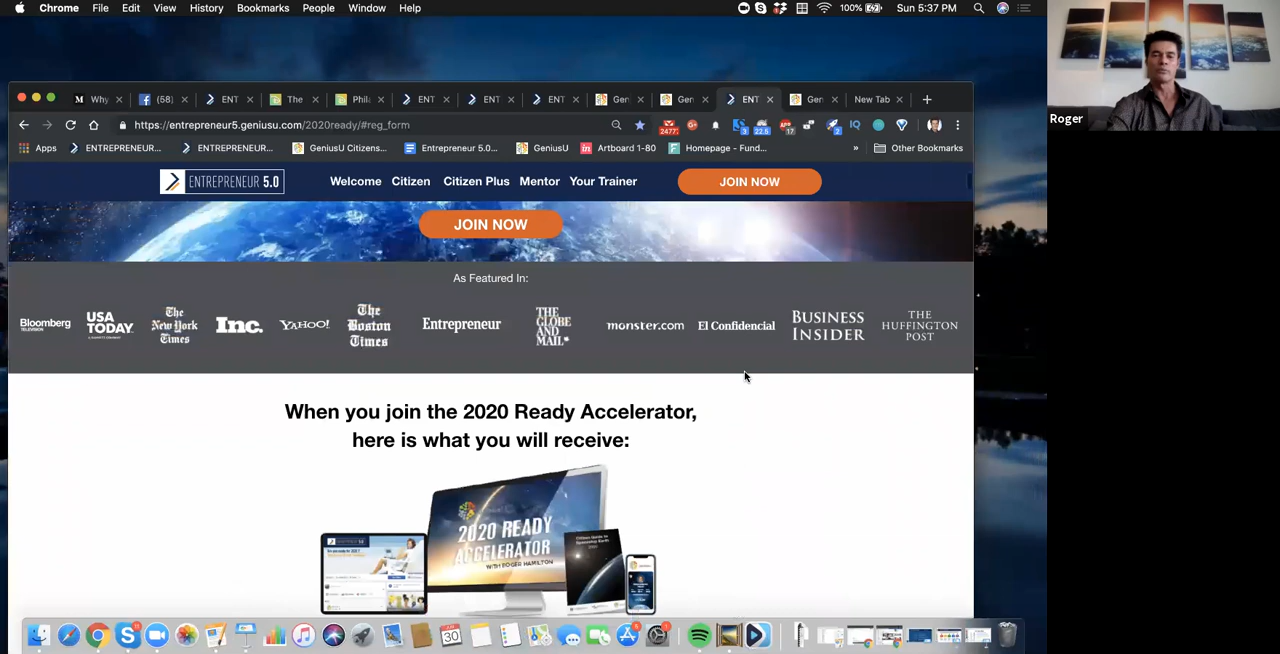 Chrome File Edit View History Bookmarks People Window Help 100% Sun 5:37 PM
Why (58) ENT The Phil ENT ENT ENT Gen Gen ENT Gen New Tab
https://entrepreneur5.geniusu.com/2020ready/#reg_form
Apps ENTREPRENEUR... ENTREPRENEUR... GeniusU Citizens... Entrepreneur 5.0... GeniusU Artboard 1-80 Homepage - Fund... » Other Bookmarks
Roger
ENTREPRENEUR 5.0 Welcome Citizen Citizen Plus Mentor Your Trainer JOIN NOW
JOIN NOW
As Featured In:
Bloomberg
TELEVISION
USA
TODAY
The
New York
Times
Inc.
YAHOO!
The
Boston
Times
Entrepreneur
THE
GLOBE
AND
MAIL*
monster.com
El Confidencial
BUSINESS
INSIDER
THE
HUFFINGTON
POST
When you join the 2020 Ready Accelerator,
here is what you will receive:
2020 READY
ACCELERATOR
WITH ROGER HAMILTON